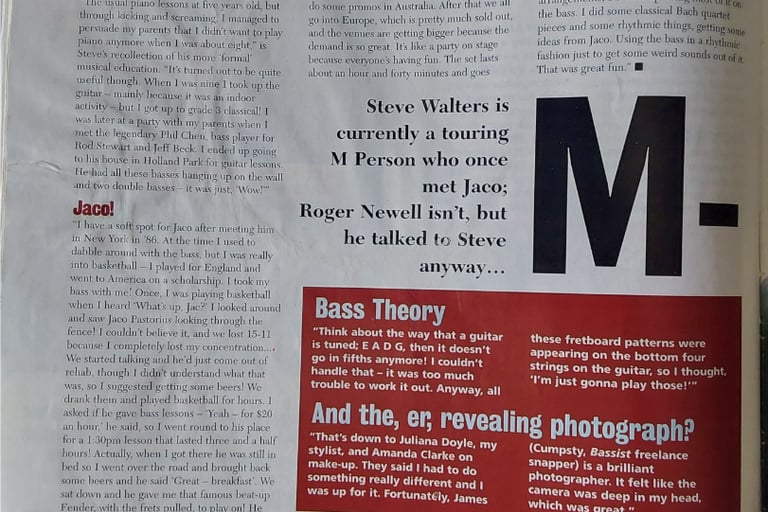 The usual piano lessons at five years old, but
through kicking and screaming, I managed to
persuade my parents that I didn't want to play
piano anymore when I was about eight," is
Steve's recollection of his more 'formal'
musical education. "It's turned out to be quite
useful though. When I was nine I took up the
guitar – mainly because it was an indoor
activity – but I got up to grade 3 classical! I
was later at a party with my parents when I
met the legendary Phil Chen, bass player for
Rod Stewart and Jeff Beck. I ended up going
to his house in Holland Park for guitar lessons.
He had all these basses hanging up on the wall
and two double basses – it was just, 'Wow!'"
Jaco!
"I have a soft spot for Jaco after meeting him
in New York in '86. At the time I used to
dabble around with the bass, but I was really
into basketball – I played for England and
went to America on a scholarship. I took my
bass with me! Once, I was playing basketball
when I heard 'What's up, Jac?' I looked around
and saw Jaco Pastorius looking through the
fence! I couldn't believe it, and we lost 15-11
because I completely lost my concentration...
We started talking and he'd just come out of
rehab, though I didn't understand what that
was, so I suggested getting some beers! We
drank them and played basketball for hours. I
asked if he gave bass lessons – 'Yeah – for $20
an hour,' he said, so I went round to his place
for a 1:30pm lesson that lasted three and a half
hours! Actually, when I got there he was still in
bed so I went over the road and brought back
some beers and he said 'Great – breakfast'. We
sat down and he gave me that famous beat-up
Fender, with the frets pulled, to play on! He
do some promos in Australia. After that we all
go into Europe, which is pretty much sold out,
and the venues are getting bigger because the
demand is so great. It's like a party on stage
because everyone's having fun. The set lasts
about an hour and forty minutes and goes
the bass. I did some classical Bach quartet
pieces and some rhythmic things, getting some
ideas from Jaco. Using the bass in a rhythmic
fashion just to get some weird sounds out of it.
That was great fun." ■
Steve Walters is
currently a touring
M Person who once
met Jaco;
Roger Newell isn't, but
he talked to Steve
anyway...
M-
Bass Theory
"Think about the way that a guitar
is tuned; E A D G, then it doesn't
go in fifths anymore! I couldn't
handle that – it was too much
trouble to work it out. Anyway, all
these fretboard patterns were
appearing on the bottom four
strings on the guitar, so I thought,
'I'm just gonna play those!'"
And the, er, revealing photograph?
"That's down to Juliana Doyle, my
stylist, and Amanda Clarke on
make-up. They said I had to do
something really different and I
was up for it. Fortunately, James
(Cumpsty, Bassist freelance
snapper) is a brilliant
photographer. It felt like the
camera was deep in my head,
which was great."